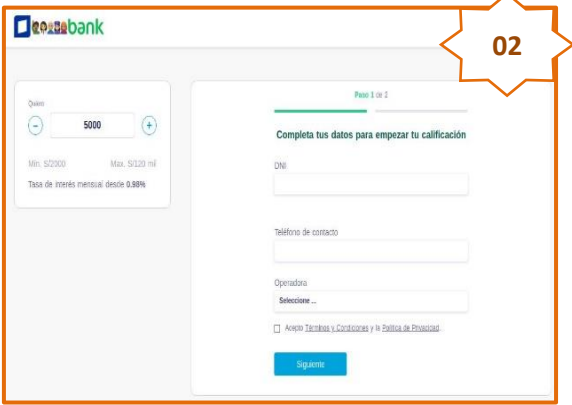 bank
02
Quiero
5000
Min. S/2000 Max. S/120 mil
Tasa de interés mensual desde 0.98%
Paso 1 de 2
Completa tus datos para empezar tu calificación
DNI
Teléfono de contacto
Operadora
Seleccione ...
Acepto Términos y Condiciones y la Política de Privacidad.
Siguiente